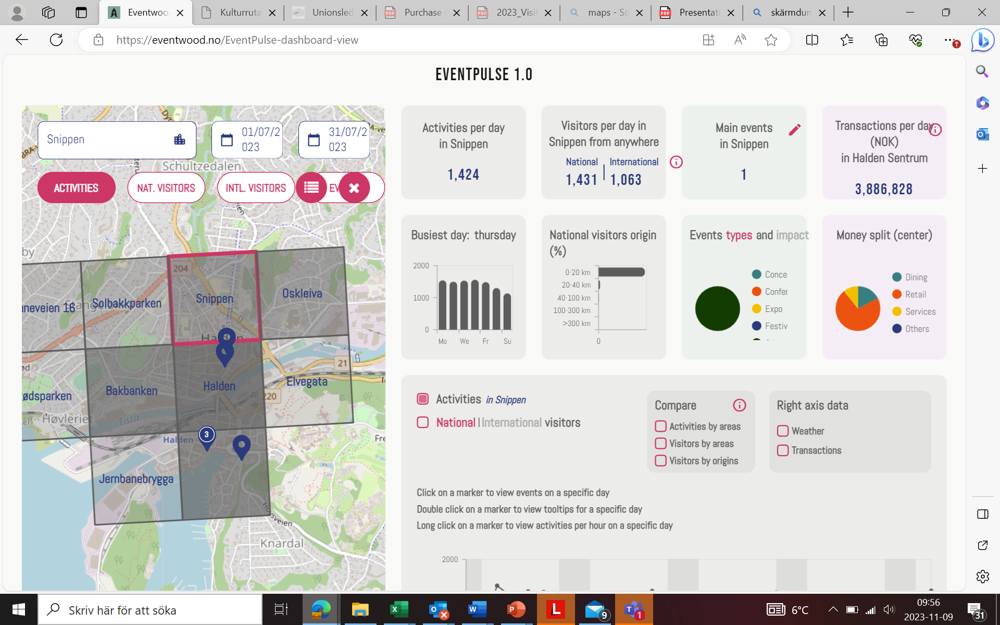 Eventwoo
Kulturruta
Unionsled
Purchase
2023_Visit
maps - Sö
Presentati
skärmdum
https://eventwood.no/EventPulse-dashboard-view
EVENTPULSE 1.0
Snippen
01/07/2
023
31/07/2
023
Schultzedalen
ACTIVITIES
NAT. VISITORS
INTL. VISITORS
EV
204
Solbakkparken
Snippen
Oskleiva
nneveien 16
Bakbanken
Halden
Elvegata
21
220
ødsparken
Høvleriet
Tista
Halden
3
Jernbanebrygga
Knardal
Activities per day
in Snippen
1,424
Visitors per day in
Snippen from anywhere
National | International
1,431 | 1,063
Main events
in Snippen
1
Transactions per day
(NOK)
in Halden Sentrum
3,886,828
Busiest day: thursday
2000
1000
0
Mo We Fr Su
National visitors origin
(%)
0-20 km
20-40 km
40-100 km
100-300 km
>300 km
0
Events types and impact
Conce
Confer
Expo
Festiv
Money split (center)
Dining
Retail
Services
Others
Activities in Snippen
National | International visitors
Compare
Activities by areas
Visitors by areas
Visitors by origins
Right axis data
Weather
Transactions
Click on a marker to view events on a specific day
Double click on a marker to view tooltips for a specific day
Long click on a marker to view activities per hour on a specific day
2000
Skriv här för att söka
9
1
6°C
09:56
2023-11-09
31